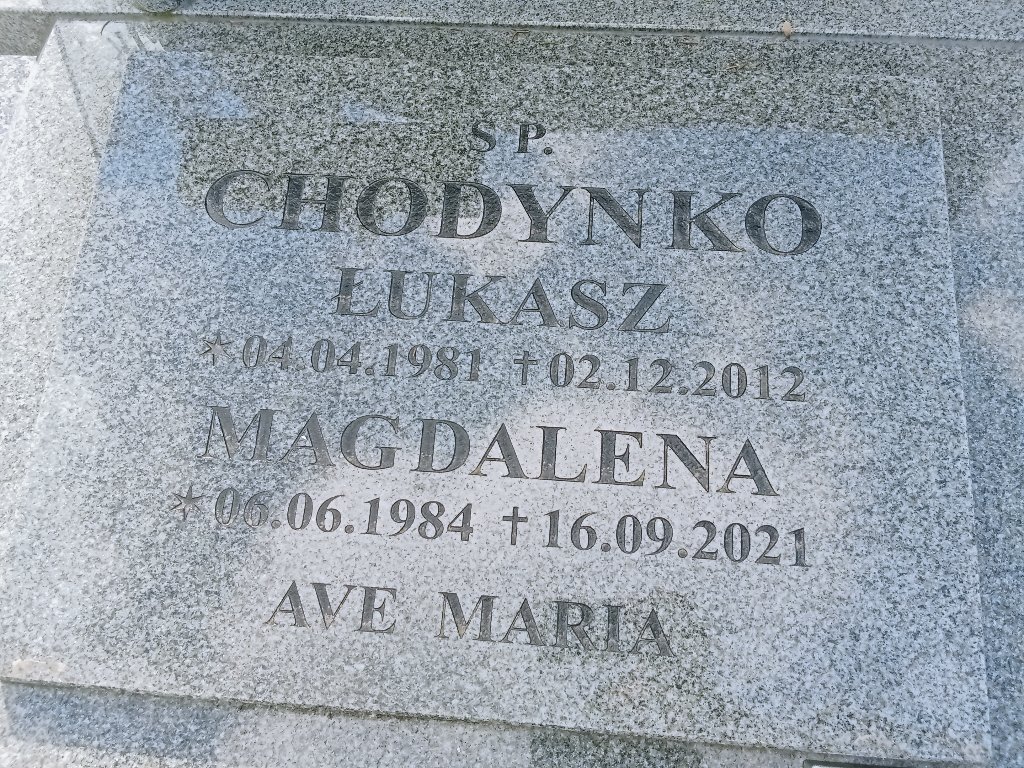 S P.
CHODYNKO
ŁUKASZ
*04.04.1981 †02.12.2012
MAGDALENA
*06.06.1984 †16.09.2021
AVE MARIA